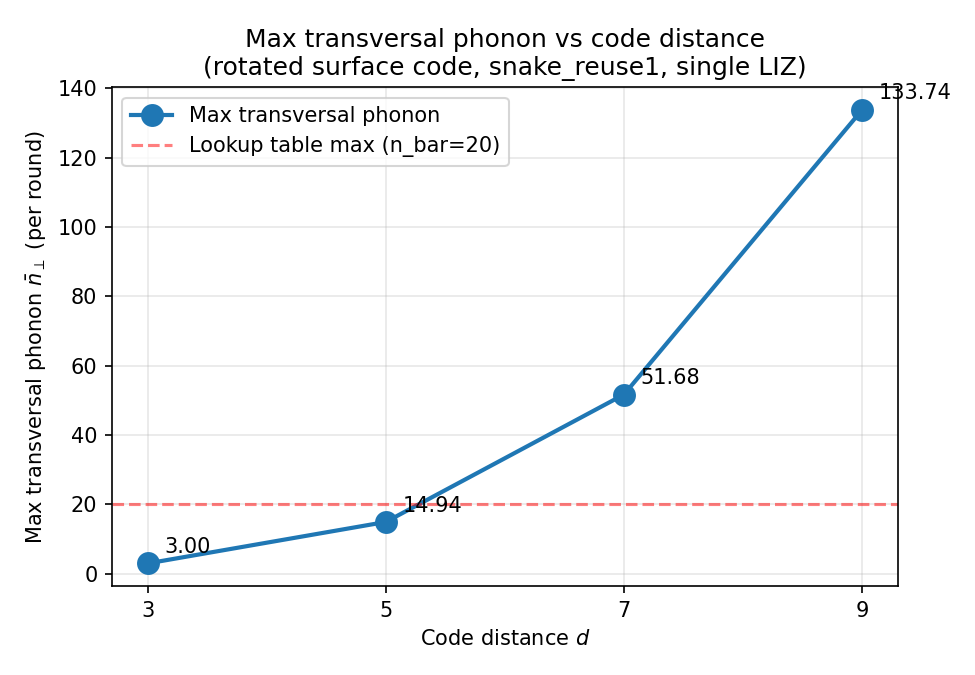 Max transversal phonon vs code distance
(rotated surface code, snake_reuse1, single LIZ)
Max transversal phonon
Lookup table max (n_bar=20)
Max transversal phonon n̄⊥ (per round)
140
120
100
80
60
40
20
0
3.00
14.94
51.68
133.74
3 5 7 9
Code distance d